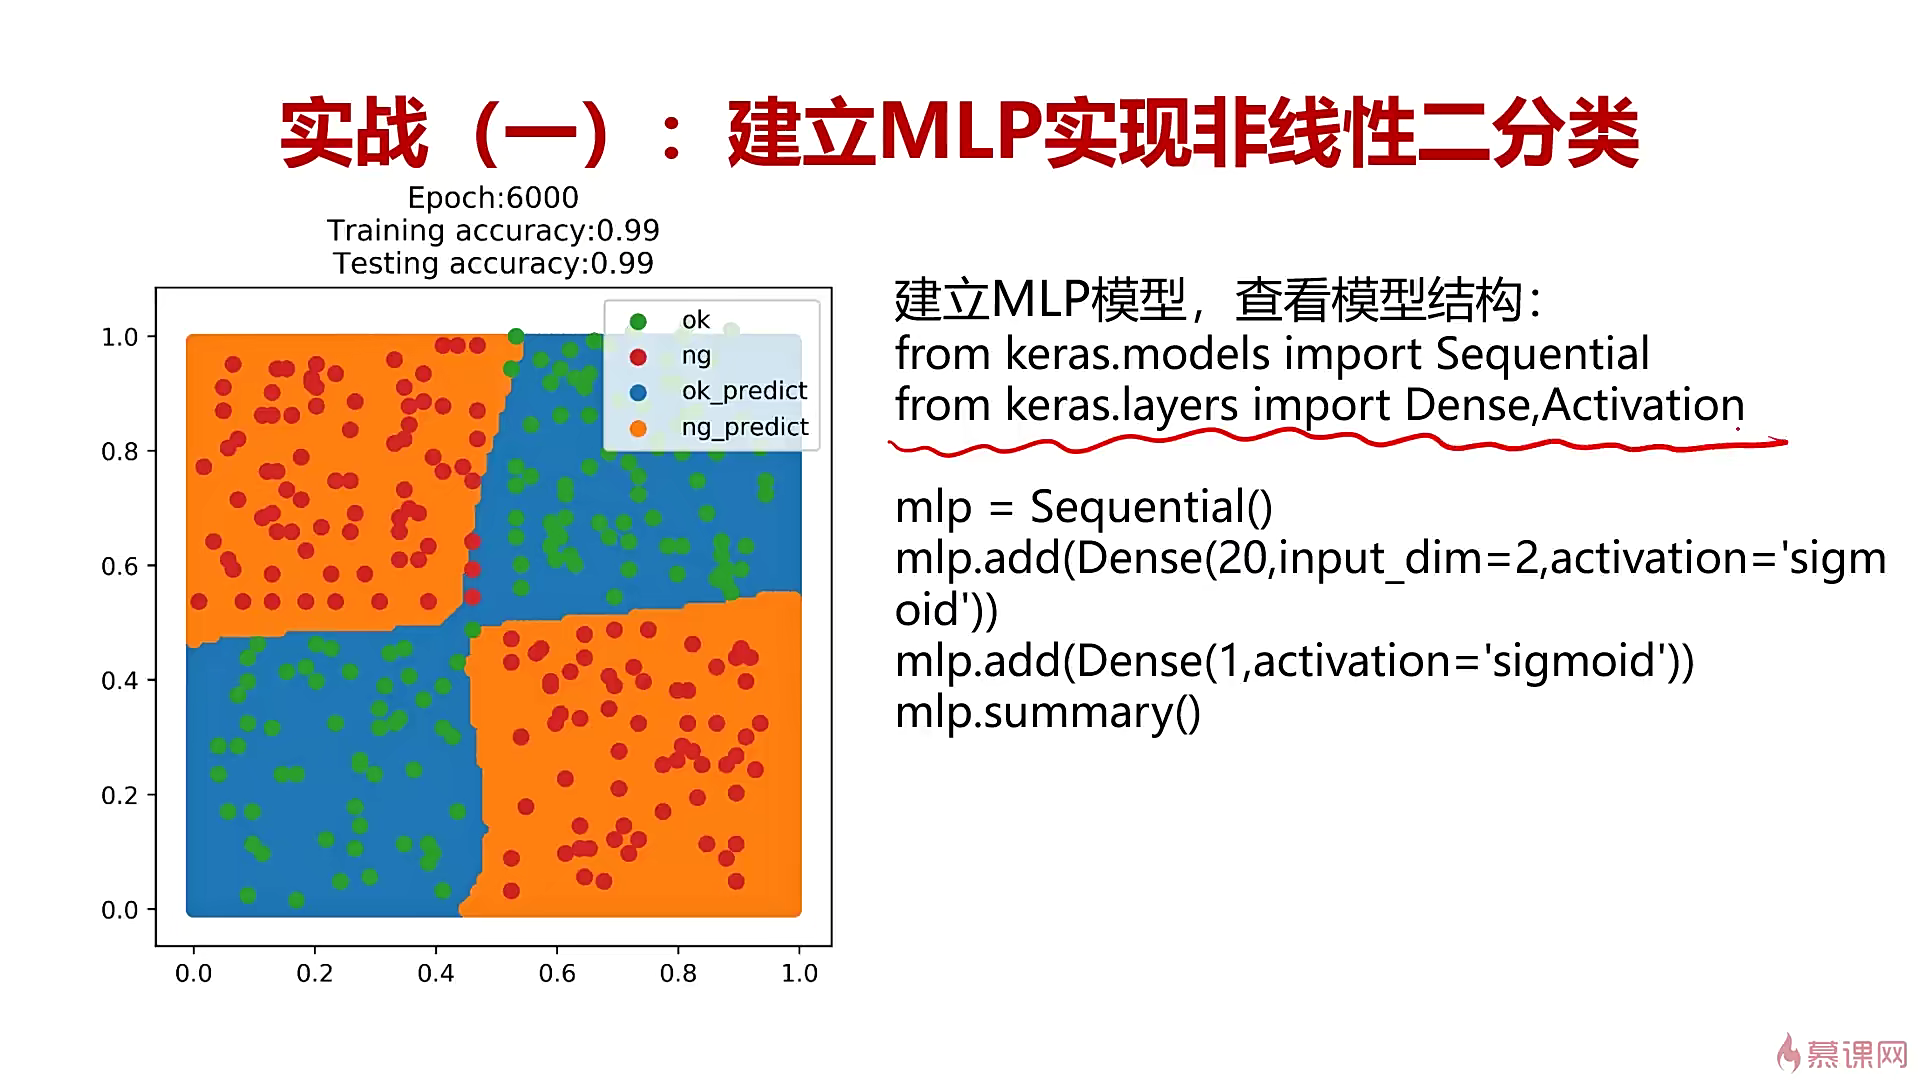 实战（一）：建立MLP实现非线性二分类
Epoch:6000
Training accuracy:0.99
Testing accuracy:0.99
ok
ng
ok_predict
ng_predict
1.0
0.8
0.6
0.4
0.2
0.0
0.0 0.2 0.4 0.6 0.8 1.0
建立MLP模型，查看模型结构：
from keras.models import Sequential
from keras.layers import Dense,Activation
mlp = Sequential()
mlp.add(Dense(20,input_dim=2,activation='sigm
oid'))
mlp.add(Dense(1,activation='sigmoid'))
mlp.summary()
慕课网